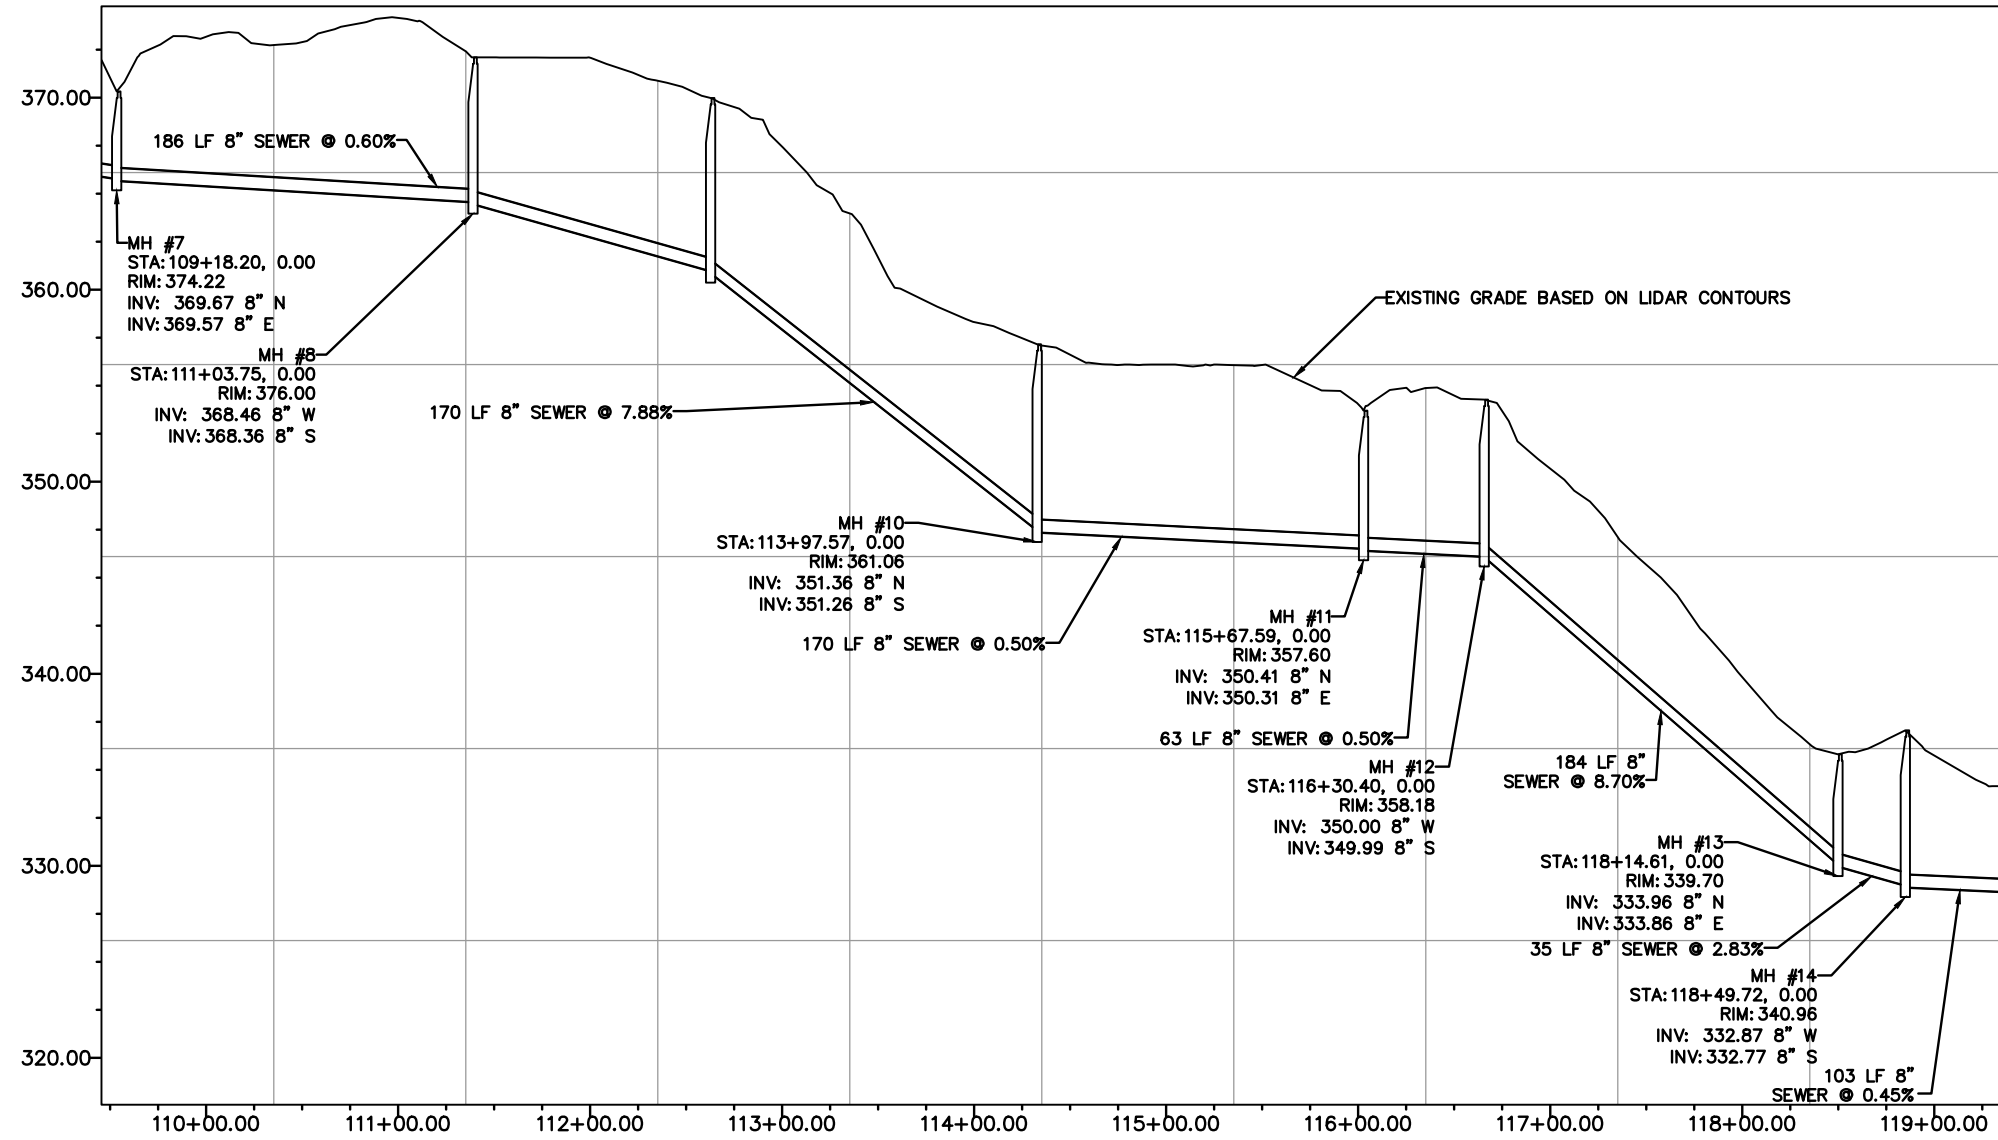 370.00
360.00
350.00
340.00
330.00
320.00
186 LF 8" SEWER @ 0.60%
MH #7
STA:109+18.20, 0.00
RIM:374.22
INV: 369.67 8" N
INV:369.57 8" E
MH #8
STA:111+03.75, 0.00
RIM:376.00
INV: 368.46 8" W
INV:368.36 8" S
EXISTING GRADE BASED ON LIDAR CONTOURS
170 LF 8" SEWER @ 7.88%
MH #10
STA:113+97.57, 0.00
RIM:361.06
INV: 351.36 8" N
INV:351.26 8" S
170 LF 8" SEWER @ 0.50%
MH #11
STA:115+67.59, 0.00
RIM:357.60
INV: 350.41 8" N
INV:350.31 8" E
63 LF 8" SEWER @ 0.50%
MH #12
STA:116+30.40, 0.00
RIM:358.18
INV: 350.00 8" W
INV:349.99 8" S
184 LF 8"
SEWER @ 8.70%
MH #13
STA:118+14.61, 0.00
RIM:339.70
INV: 333.96 8" N
INV:333.86 8" E
35 LF 8" SEWER @ 2.83%
MH #14
STA:118+49.72, 0.00
RIM:340.96
INV: 332.87 8" W
INV:332.77 8" S
103 LF 8"
SEWER @ 0.45%
110+00.00 111+00.00 112+00.00 113+00.00 114+00.00 115+00.00 116+00.00 117+00.00 118+00.00 119+00.00